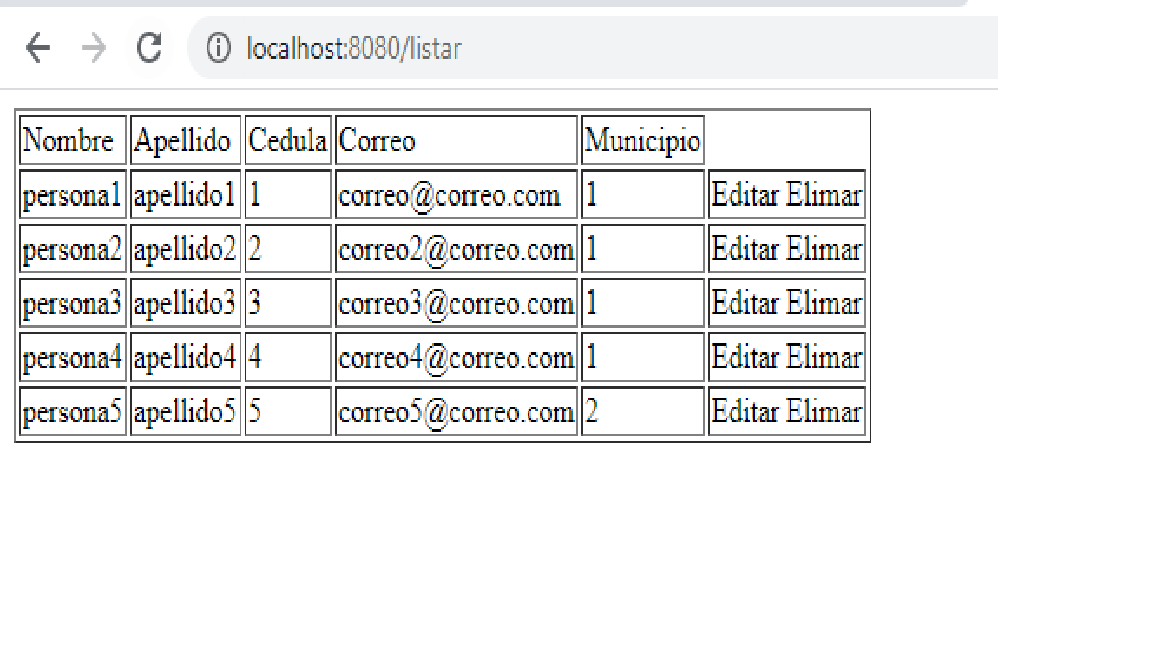 localhost:8080/listar
Nombre Apellido Cedula Correo Municipio
persona1 apellido1 1 correo@correo.com 1 Editar Elimar
persona2 apellido2 2 correo2@correo.com 1 Editar Elimar
persona3 apellido3 3 correo3@correo.com 1 Editar Elimar
persona4 apellido4 4 correo4@correo.com 1 Editar Elimar
persona5 apellido5 5 correo5@correo.com 2 Editar Elimar